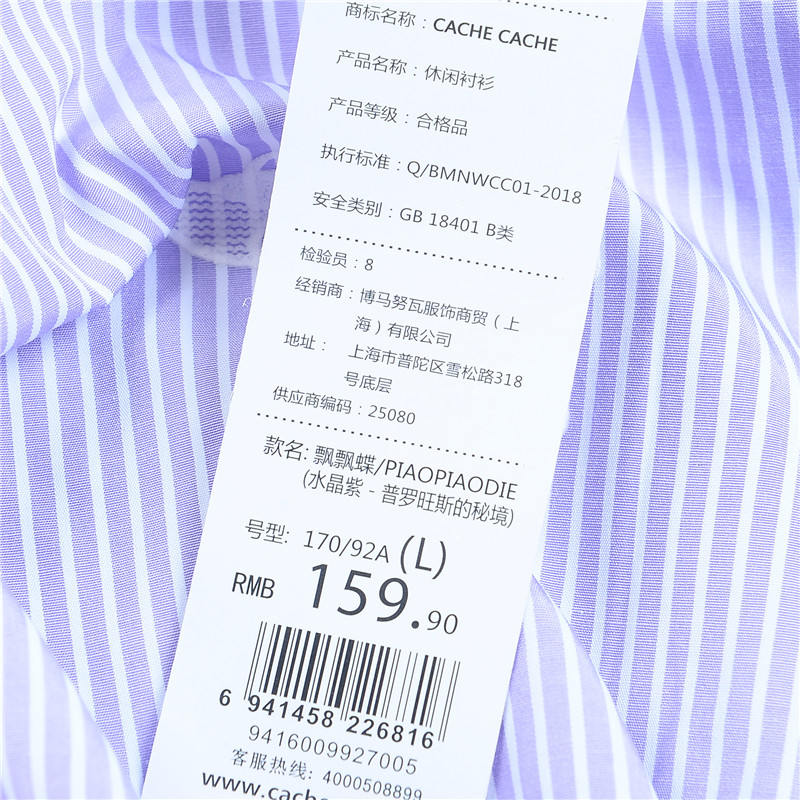 商标名称：CACHE CACHE
产品名称：休闲衬衫
产品等级：合格品
执行标准：Q/BMNWCC01-2018
安全类别：GB 18401 B类
检验员：8
经销商：博马努瓦服饰商贸（上
海）有限公司
地址： 上海市普陀区雪松路318
号底层
供应商编码：25080
款名: 飘飘蝶/PIAOPIAODIE
(水晶紫 - 普罗旺斯的秘境)
号型: 170/92A (L)
RMB 159.90
6 941458 226816
9416009927005
客服热线: 4000508899
www.cache